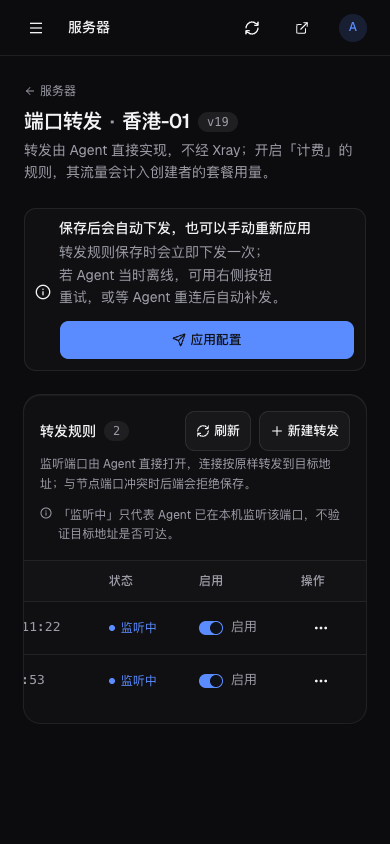 服务器
A
← 服务器
端口转发 · 香港-01 v19
转发由 Agent 直接实现，不经 Xray；开启「计费」的
规则，其流量会计入创建者的套餐用量。
保存后会自动下发，也可以手动重新应用
转发规则保存时会立即下发一次；
若 Agent 当时离线，可用右侧按钮
重试，或等 Agent 重连后自动补发。
应用配置
转发规则 2 刷新 新建转发
监听端口由 Agent 直接打开，连接按原样转发到目标地
址；与节点端口冲突时后端会拒绝保存。
「监听中」只代表 Agent 已在本机监听该端口，不验
证目标地址是否可达。
状态 启用 操作
11:22 监听中 启用
:53 监听中 启用